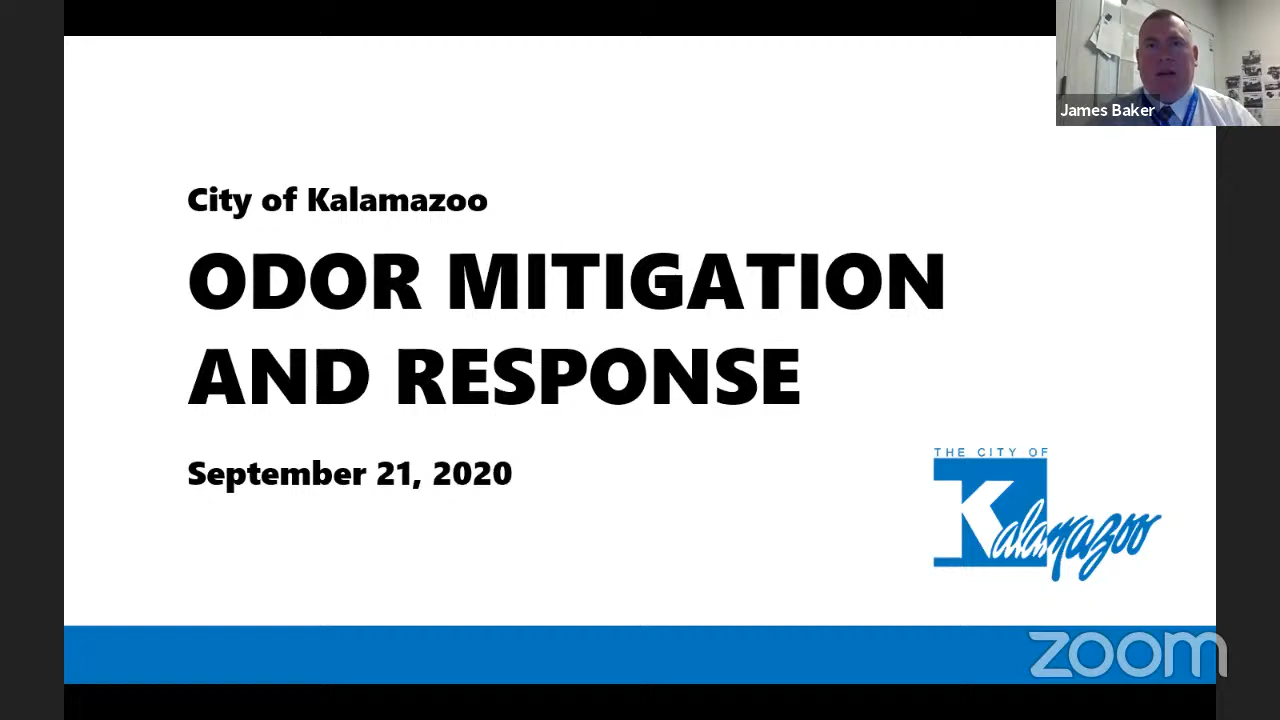 James Baker
City of Kalamazoo
ODOR MITIGATION
AND RESPONSE
September 21, 2020
THE CITY OF
Kalamazoo
zoom